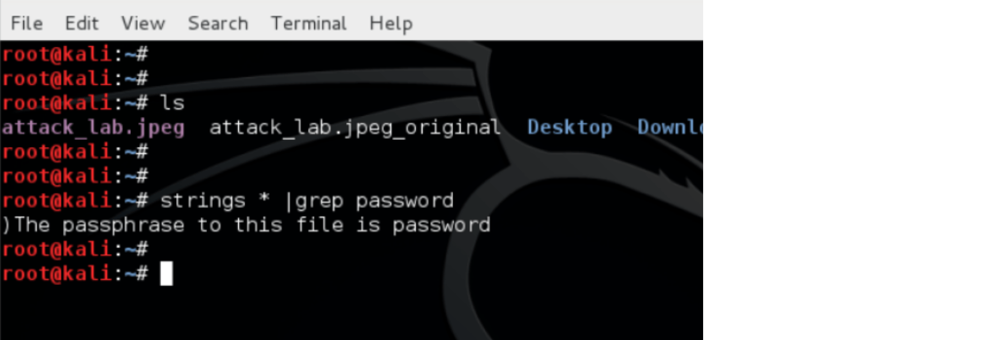 File Edit View Search Terminal Help
root@kali:~#
root@kali:~#
root@kali:~# ls
attack_lab.jpeg attack_lab.jpeg_original Desktop Downlo
root@kali:~#
root@kali:~#
root@kali:~# strings * |grep password
)The passphrase to this file is password
root@kali:~#
root@kali:~#